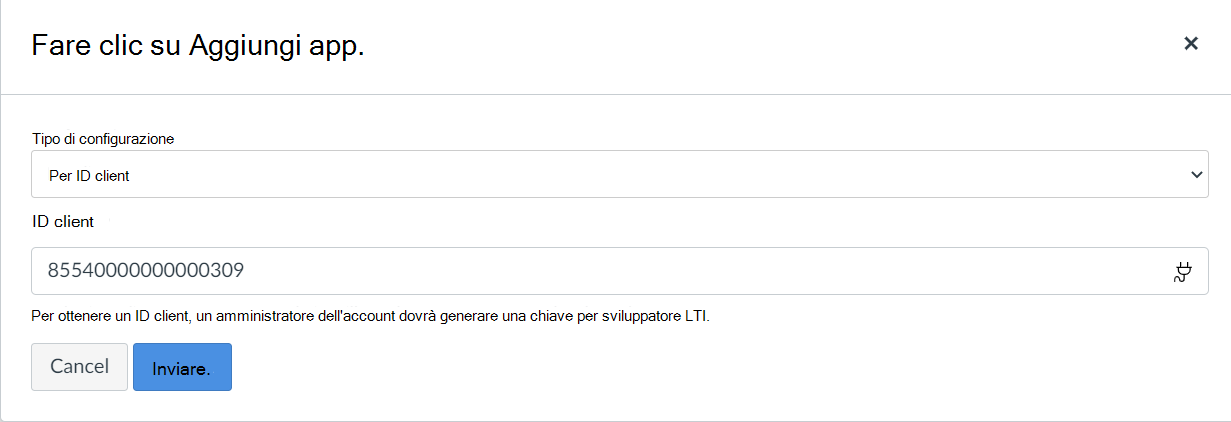 Fare clic su Aggiungi app.
Tipo di configurazione
Per ID client
ID client
85540000000000309
Per ottenere un ID client, un amministratore dell'account dovrà generare una chiave per sviluppatore LTI.
Cancel Inviare.